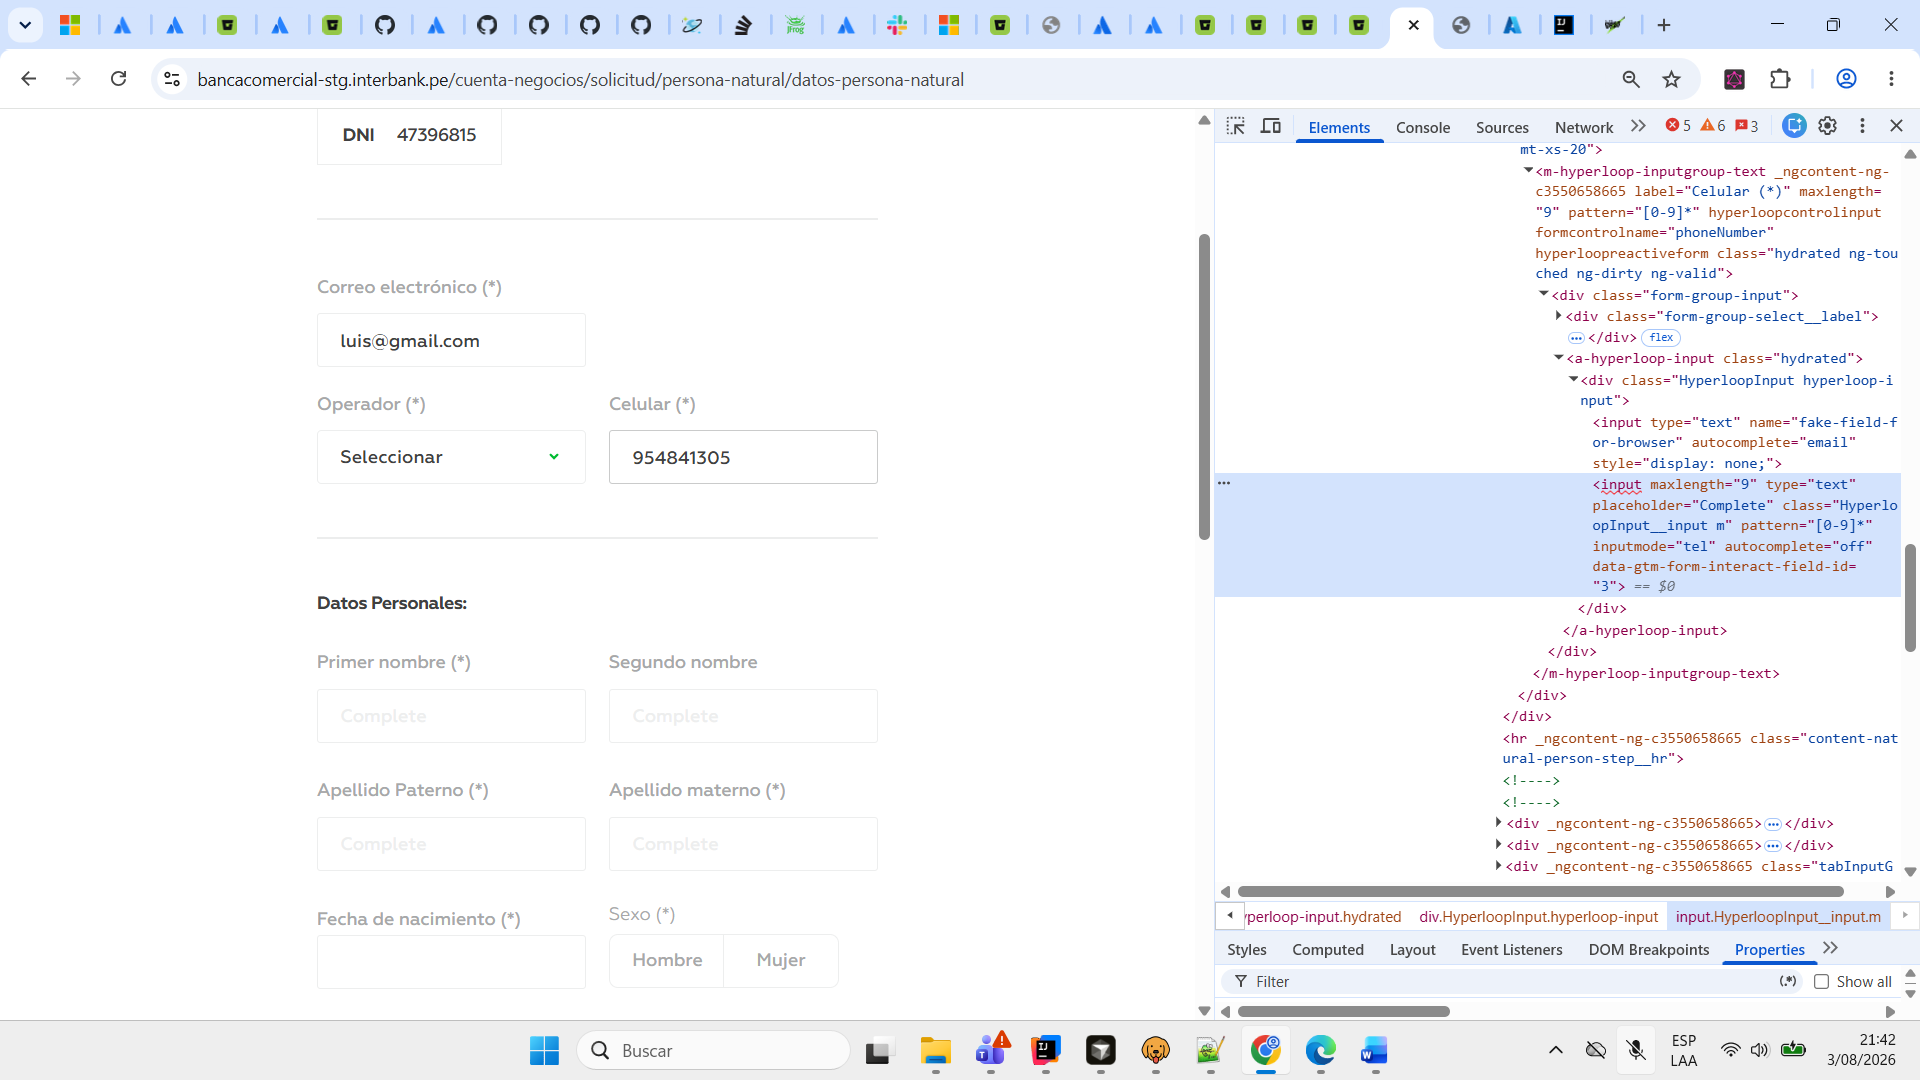 bancacomercial-stg.interbank.pe/cuenta-negocios/solicitud/persona-natural/datos-persona-natural
DNI 47396815
Correo electrónico (*)
luis@gmail.com
Operador (*) Celular (*)
Seleccionar 954841305
Datos Personales:
Primer nombre (*) Segundo nombre
Complete Complete
Apellido Paterno (*) Apellido materno (*)
Complete Complete
Fecha de nacimiento (*) Sexo (*)
Hombre Mujer
Elements Console Sources Network 5 6 3
mt-xs-20">
<m-hyperloop-inputgroup-text _ngcontent-ng-
c3550658665 label="Celular (*)" maxlength=
"9" pattern="[0-9]*" hyperloopcontrolinput
formcontrolname="phoneNumber"
hyperloopreactiveform class="hydrated ng-tou
ched ng-dirty ng-valid">
<div class="form-group-input">
<div class="form-group-select__label">
</div> flex
<a-hyperloop-input class="hydrated">
<div class="HyperloopInput hyperloop-i
nput">
<input type="text" name="fake-field-f
or-browser" autocomplete="email"
style="display: none;">
<input maxlength="9" type="text"
placeholder="Complete" class="Hyperlo
opInput__input m" pattern="[0-9]*"
inputmode="tel" autocomplete="off"
data-gtm-form-interact-field-id=
"3"> == $0
</div>
</a-hyperloop-input>
</div>
</m-hyperloop-inputgroup-text>
</div>
</div>
<hr _ngcontent-ng-c3550658665 class="content-nat
ural-person-step__hr">
<!---->
<!---->
<div _ngcontent-ng-c3550658665> </div>
<div _ngcontent-ng-c3550658665> </div>
<div _ngcontent-ng-c3550658665 class="tabInputG
yperloop-input.hydrated div.HyperloopInput.hyperloop-input input.HyperloopInput__input.m
Styles Computed Layout Event Listeners DOM Breakpoints Properties
Filter (.*) Show all
Buscar
ESP
LAA
21:42
3/08/2026